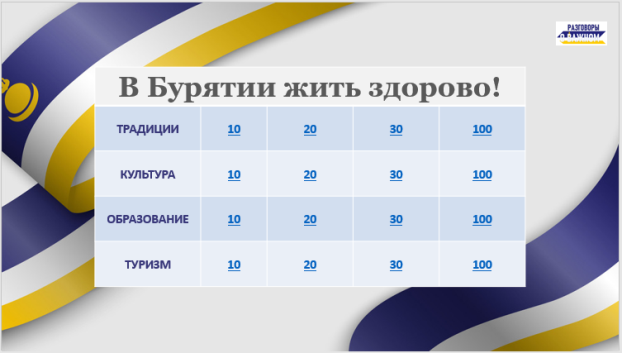 РАЗГОВОРЫ
О ВАЖНОМ
В Бурятии жить здорово!
ТРАДИЦИИ 10 20 30 100
КУЛЬТУРА 10 20 30 100
ОБРАЗОВАНИЕ 10 20 30 100
ТУРИЗМ 10 20 30 100